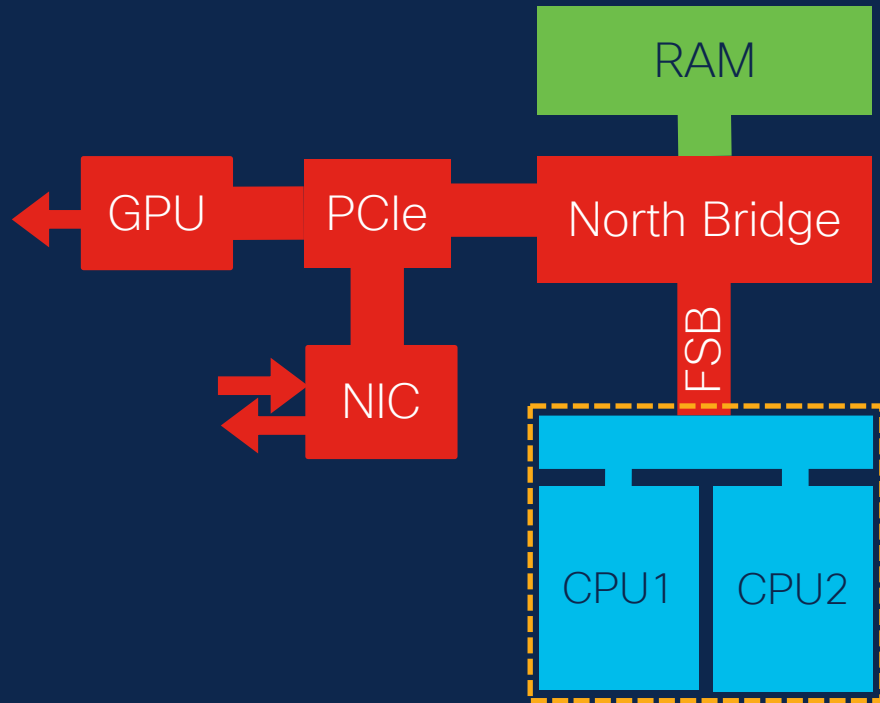 RAM
GPU
PCIe
North Bridge
FSB
NIC
CPU1
CPU2